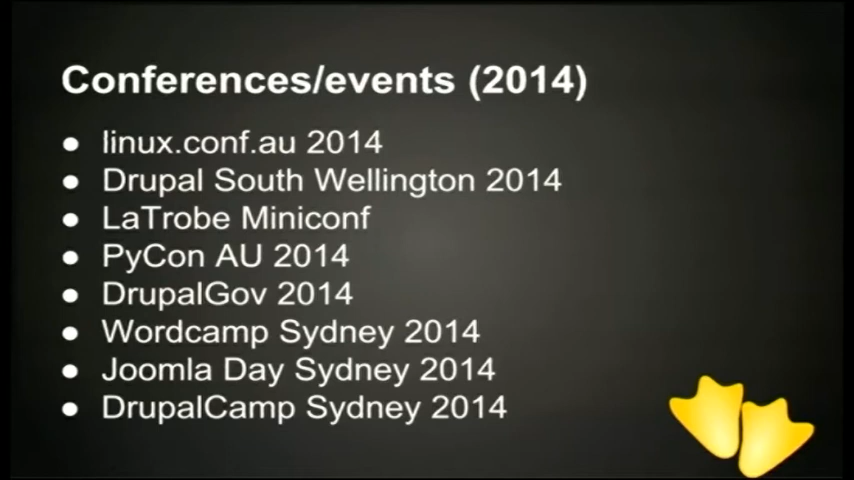 Conferences/events (2014)
● linux.conf.au 2014
● Drupal South Wellington 2014
● LaTrobe Miniconf
● PyCon AU 2014
● DrupalGov 2014
● Wordcamp Sydney 2014
● Joomla Day Sydney 2014
● DrupalCamp Sydney 2014